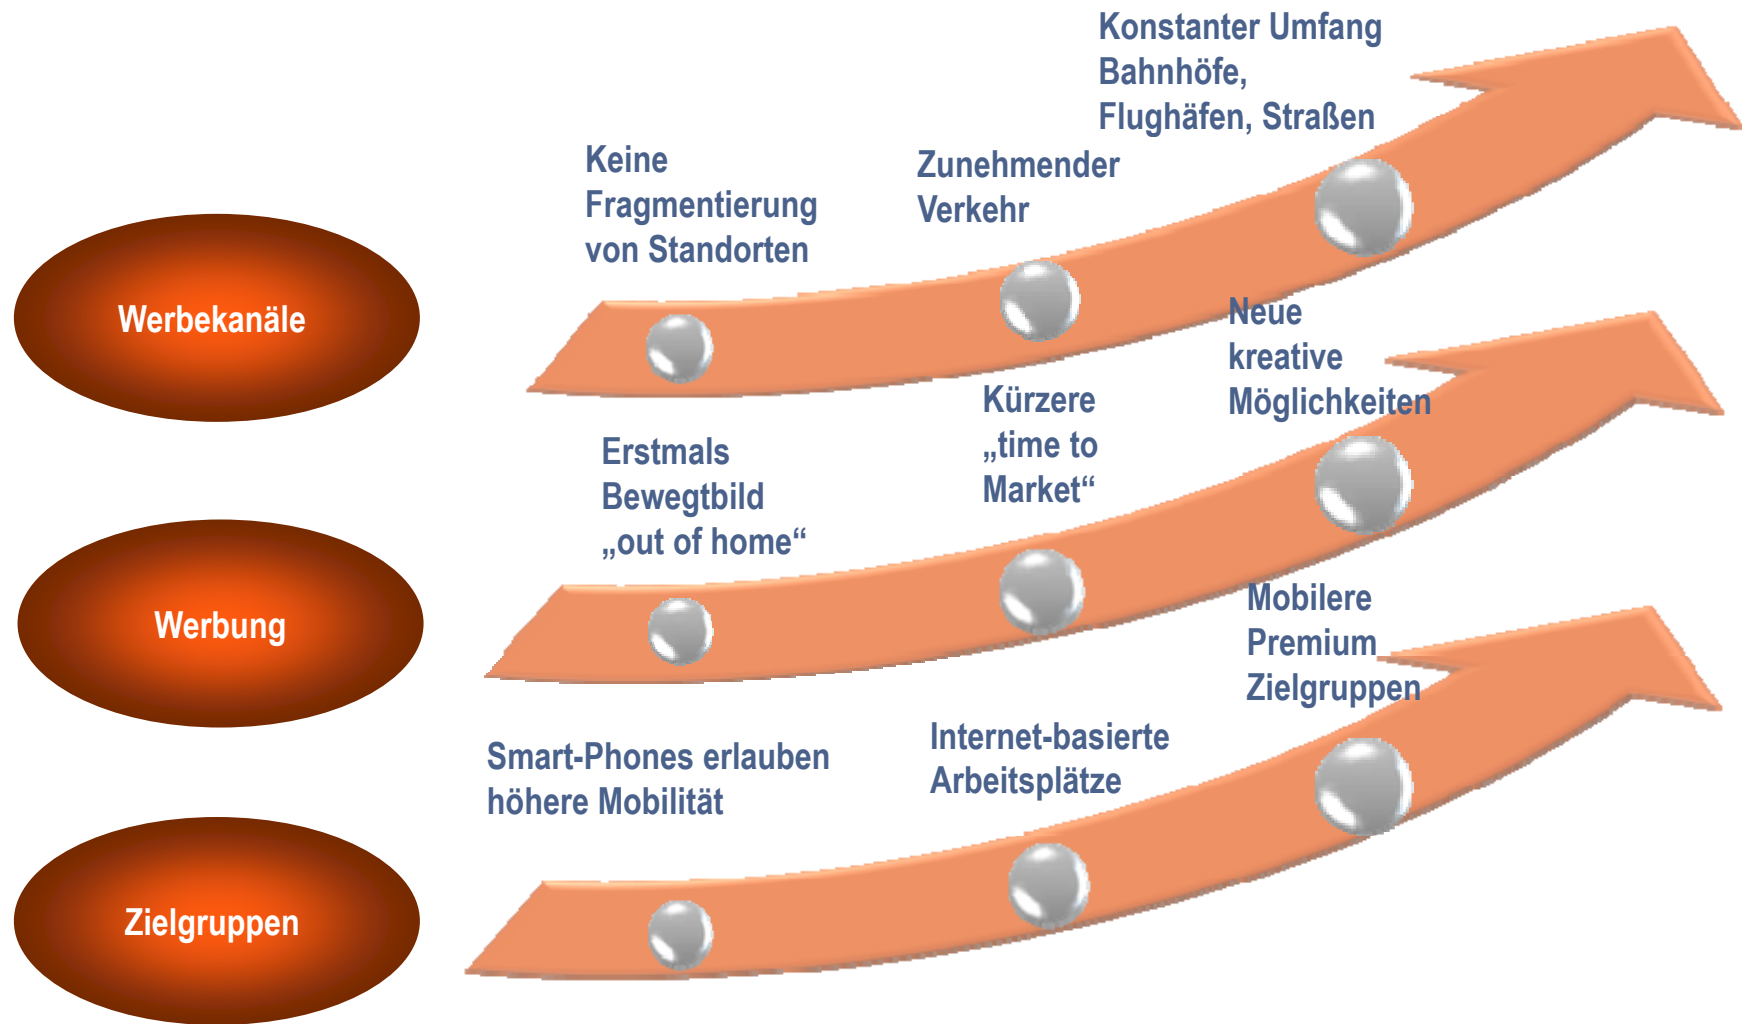 Werbekanäle
Keine
Fragmentierung
von Standorten
Zunehmender
Verkehr
Konstanter Umfang
Bahnhöfe,
Flughäfen, Straßen
Werbung
Erstmals
Bewegtbild
„out of home“
Kürzere
„time to
Market“
Neue
kreative
Möglichkeiten
Zielgruppen
Smart-Phones erlauben
höhere Mobilität
Internet-basierte
Arbeitsplätze
Mobilere
Premium
Zielgruppen